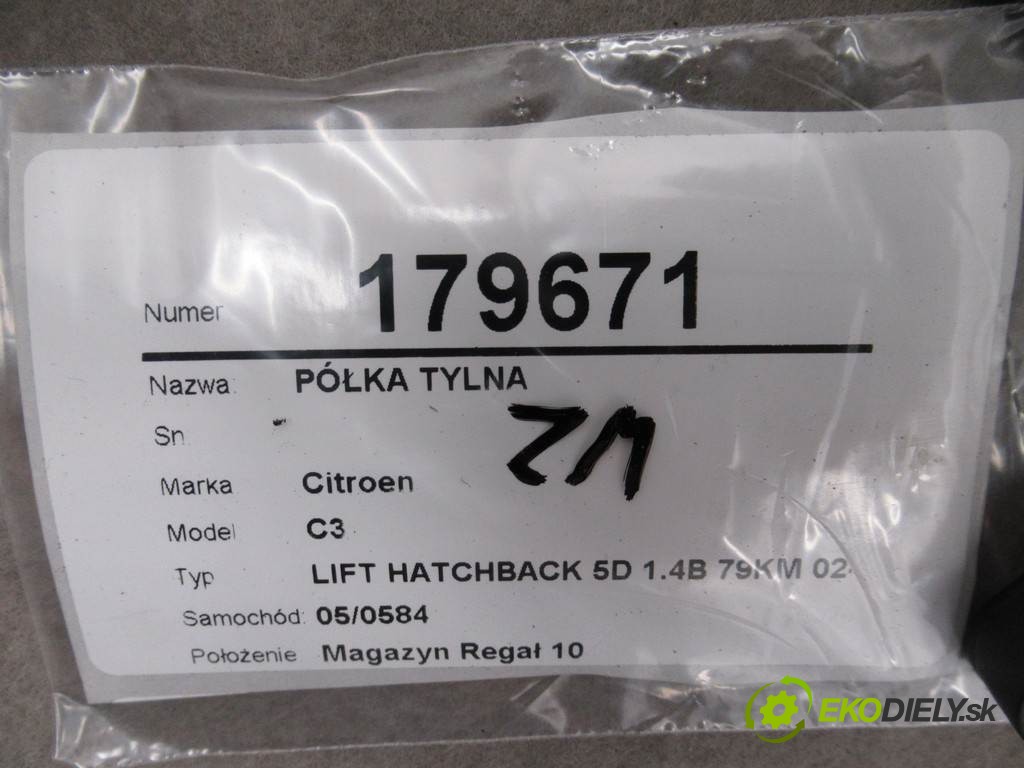 Numer 179671
Nazwa: PÓŁKA TYLNA
Sn
ZM
Marka Citroen
Model C3
Typ LIFT HATCHBACK 5D 1.4B 79KM 02-
Samochód: 05/0584
Położenie Magazyn Regał 10
EKODIELY.sk